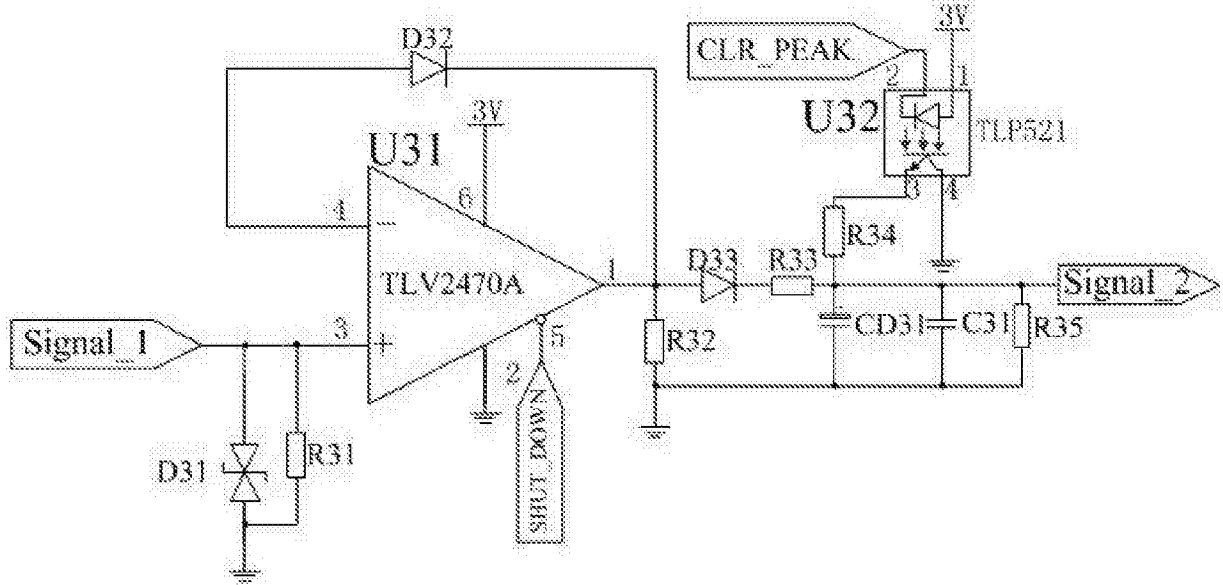 D32
CLR_PEAK
3V
2
1
U32
TLP521
3
4
3V
U31
6
4
−
TLV2470A
1
D33
R33
R34
Signal_2
Signal_1
3
+
5
2
R32
CD31
C31
R35
D31
R31
SHUT_DOWN